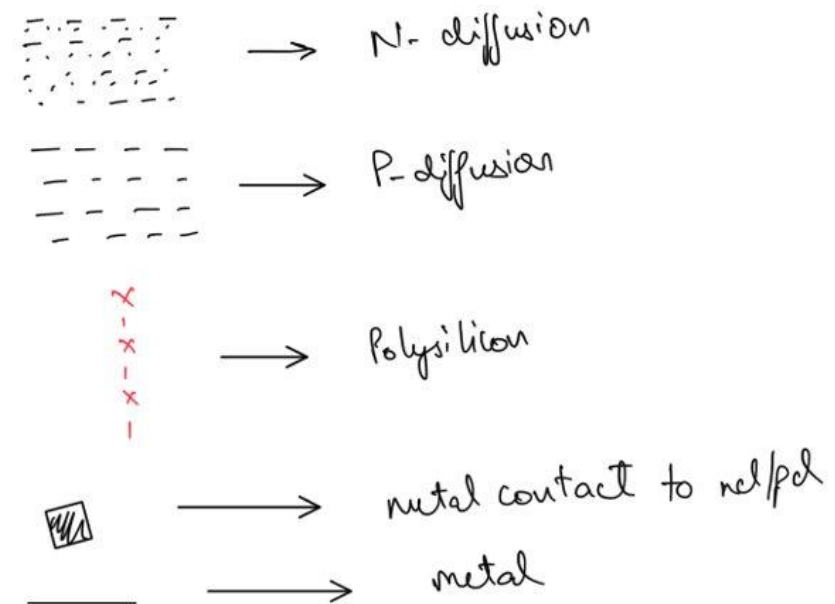 N- diffusion
P-diffusion
Polysilicon
metal contact to nd/pd
metal